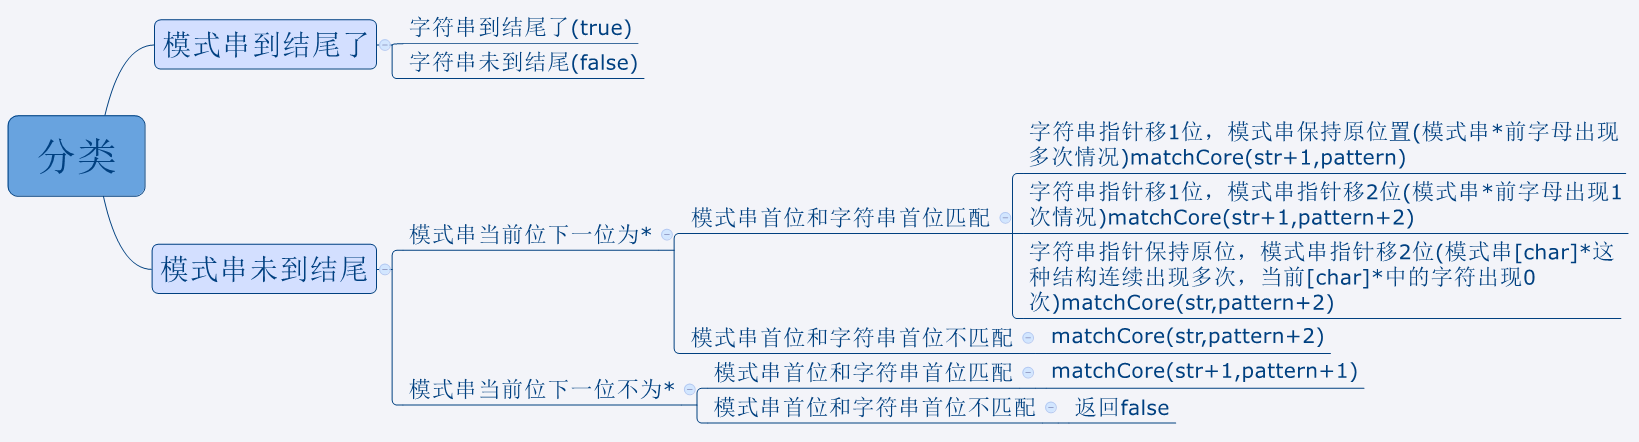 分类
模式串到结尾了
字符串到结尾了(true)
字符串未到结尾(false)
模式串未到结尾
模式串当前位下一位为*
模式串首位和字符串首位匹配
字符串指针移1位，模式串保持原位置(模式串*前字母出现
多次情况)matchCore(str+1,pattern)
字符串指针移1位，模式串指针移2位(模式串*前字母出现1
次情况)matchCore(str+1,pattern+2)
字符串指针保持原位，模式串指针移2位(模式串[char]*这
种结构连续出现多次，当前[char]*中的字符出现0
次)matchCore(str,pattern+2)
模式串首位和字符串首位不匹配
matchCore(str,pattern+2)
模式串当前位下一位不为*
模式串首位和字符串首位匹配
matchCore(str+1,pattern+1)
模式串首位和字符串首位不匹配
返回false